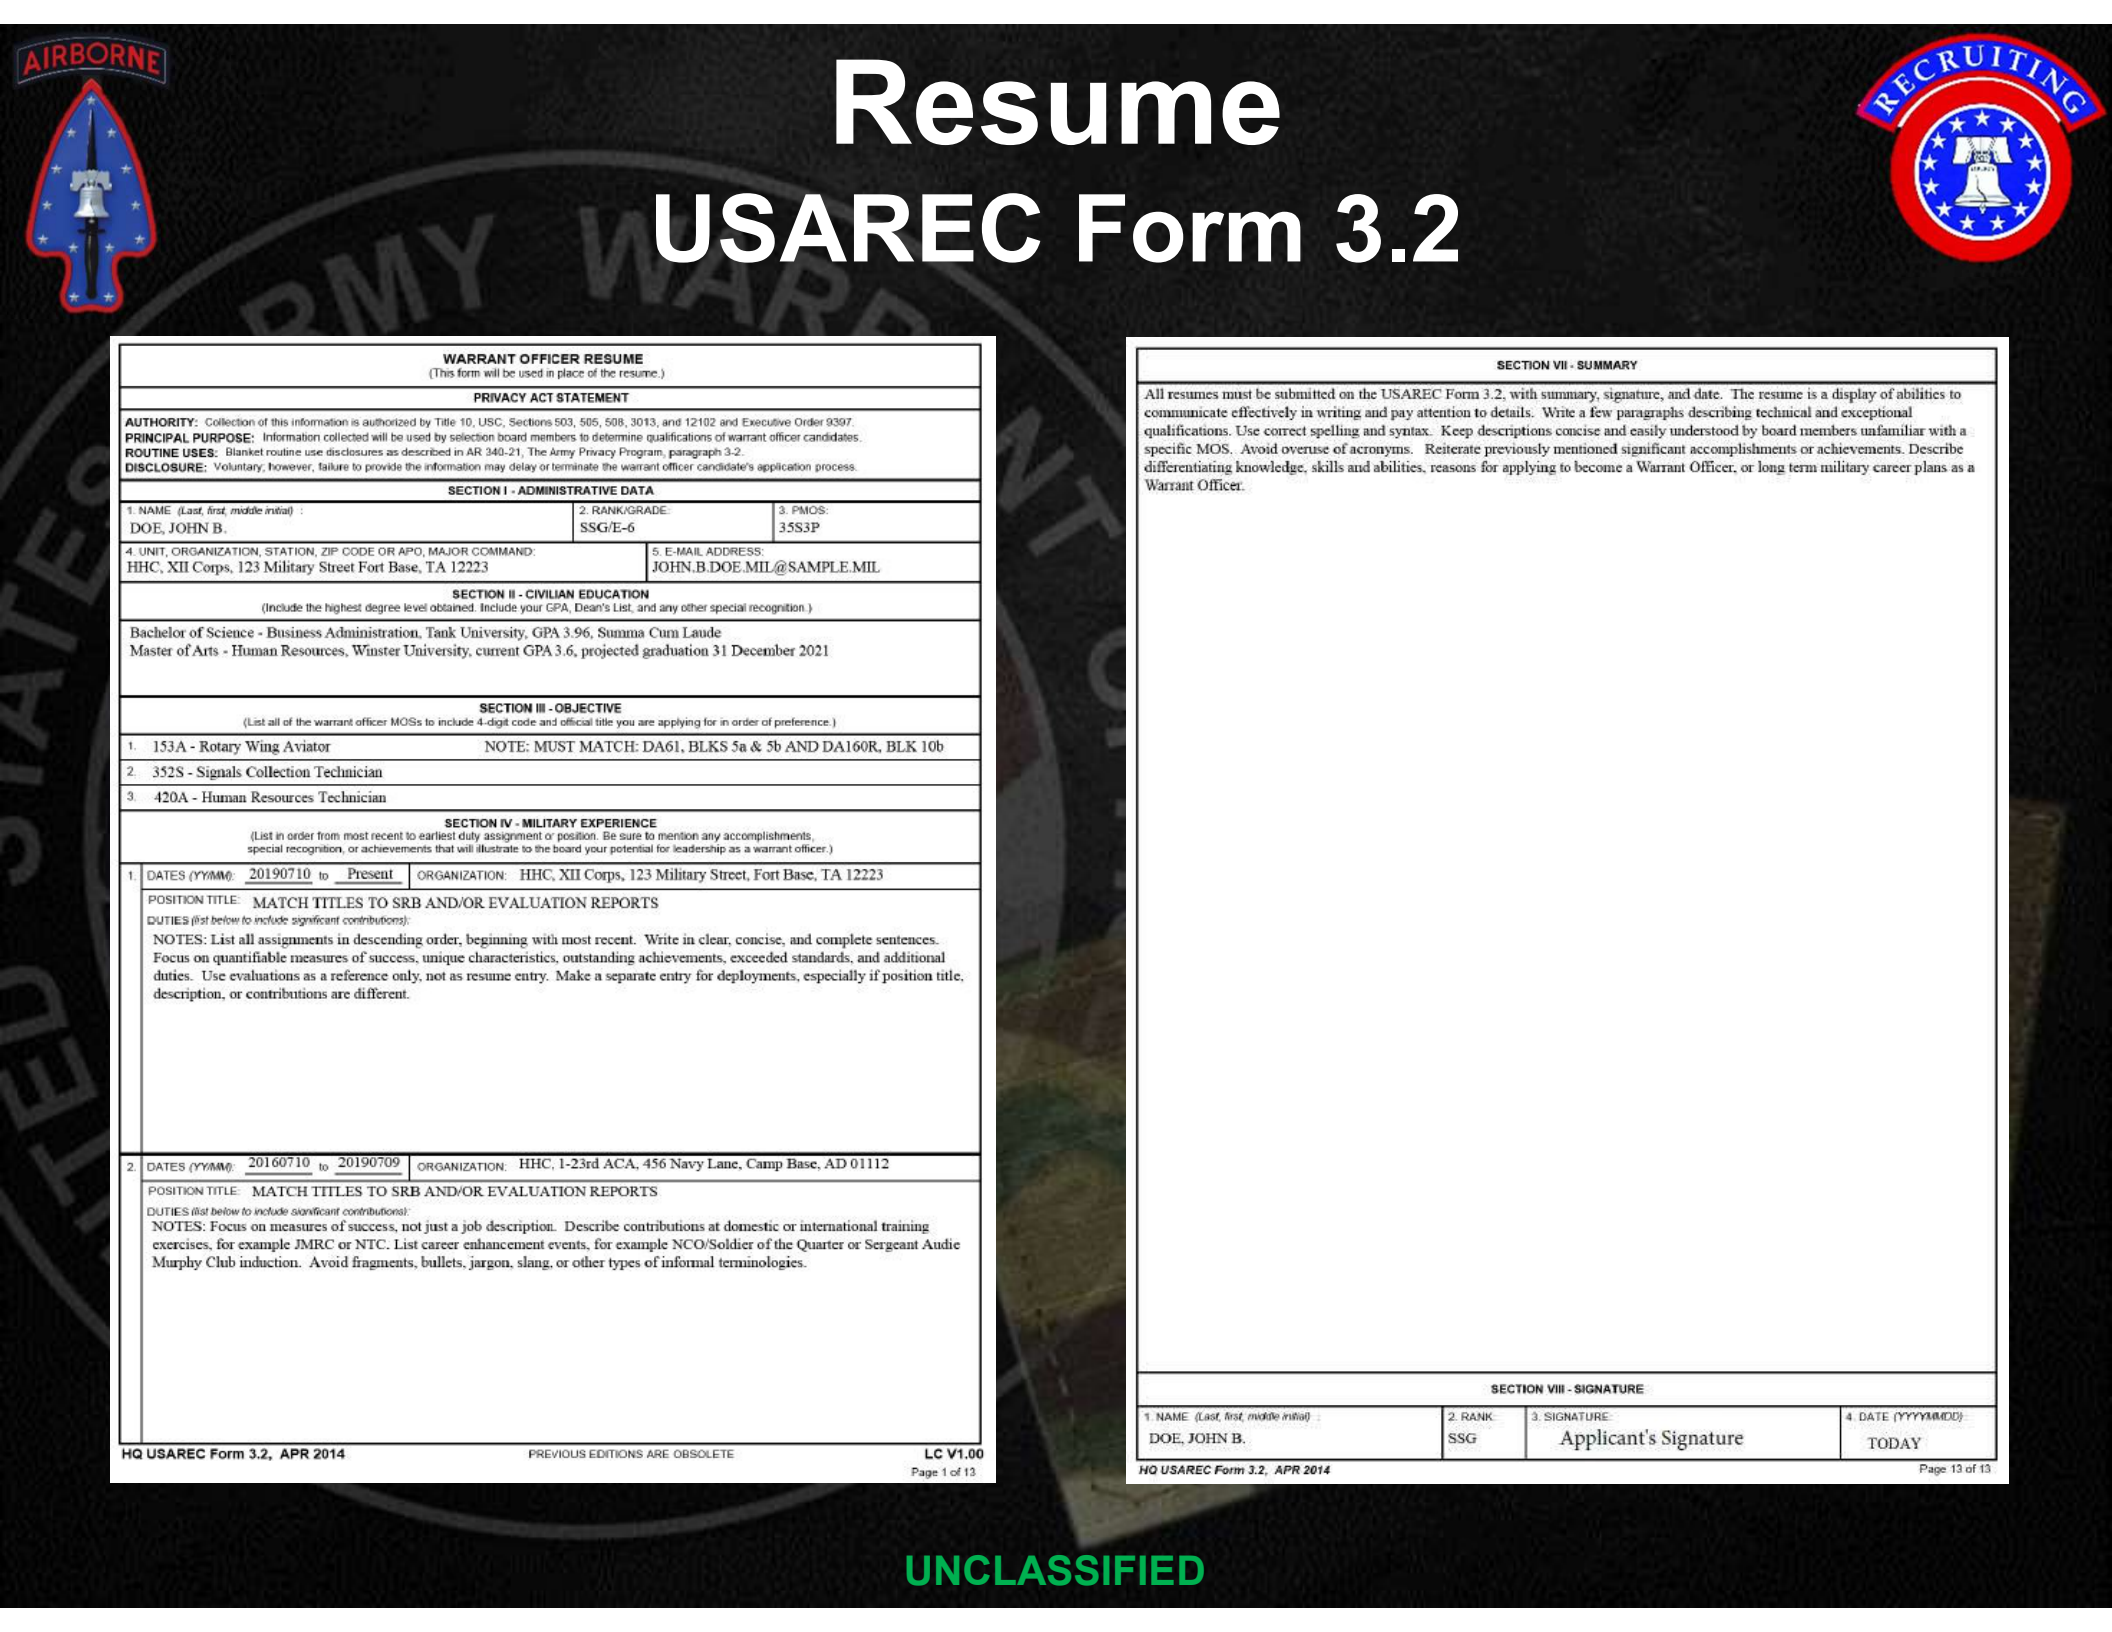 AIRBORNE
RECRUITING
Resume
USAREC Form 3.2
WARRANT OFFICER RESUME
(This form will be used in place of the resume.)
PRIVACY ACT STATEMENT
AUTHORITY: Collection of this information is authorized by Title 10, USC, Sections 503, 505, 508, 3013, and 12102 and Executive Order 9397.
PRINCIPAL PURPOSE: Information collected will be used by selection board members to determine qualifications of warrant officer candidates.
ROUTINE USES: Blanket routine use disclosures as described in AR 340-21, The Army Privacy Program, paragraph 3-2.
DISCLOSURE: Voluntary; however, failure to provide the information may delay or terminate the warrant officer candidate's application process.
SECTION I - ADMINISTRATIVE DATA
1. NAME (Last, first, middle initial) :
DOE, JOHN B.
2. RANK/GRADE:
SSG/E-6
3. PMOS:
35S3P
4. UNIT, ORGANIZATION, STATION, ZIP CODE OR APO, MAJOR COMMAND:
HHC, XII Corps, 123 Military Street Fort Base, TA 12223
5. E-MAIL ADDRESS:
JOHN.B.DOE.MIL@SAMPLE.MIL
SECTION II - CIVILIAN EDUCATION
(Include the highest degree level obtained. Include your GPA, Dean's List, and any other special recognition.)
Bachelor of Science - Business Administration, Tank University, GPA 3.96, Summa Cum Laude
Master of Arts - Human Resources, Winster University, current GPA 3.6, projected graduation 31 December 2021
SECTION III - OBJECTIVE
(List all of the warrant officer MOSs to include 4-digit code and official title you are applying for in order of preference.)
1. 153A - Rotary Wing Aviator NOTE: MUST MATCH: DA61, BLKS 5a & 5b AND DA160R, BLK 10b
2. 352S - Signals Collection Technician
3. 420A - Human Resources Technician
SECTION IV - MILITARY EXPERIENCE
(List in order from most recent to earliest duty assignment or position. Be sure to mention any accomplishments,
special recognition, or achievements that will illustrate to the board your potential for leadership as a warrant officer.)
1. DATES (YY/MM): 20190710 to Present ORGANIZATION: HHC, XII Corps, 123 Military Street, Fort Base, TA 12223
POSITION TITLE: MATCH TITLES TO SRB AND/OR EVALUATION REPORTS
DUTIES (list below to include significant contributions):
NOTES: List all assignments in descending order, beginning with most recent. Write in clear, concise, and complete sentences.
Focus on quantifiable measures of success, unique characteristics, outstanding achievements, exceeded standards, and additional
duties. Use evaluations as a reference only, not as resume entry. Make a separate entry for deployments, especially if position title,
description, or contributions are different.
2. DATES (YY/MM): 20160710 to 20190709 ORGANIZATION: HHC, 1-23rd ACA, 456 Navy Lane, Camp Base, AD 01112
POSITION TITLE: MATCH TITLES TO SRB AND/OR EVALUATION REPORTS
DUTIES (list below to include significant contributions):
NOTES: Focus on measures of success, not just a job description. Describe contributions at domestic or international training
exercises, for example JMRC or NTC. List career enhancement events, for example NCO/Soldier of the Quarter or Sergeant Audie
Murphy Club induction. Avoid fragments, bullets, jargon, slang, or other types of informal terminologies.
HQ USAREC Form 3.2, APR 2014 PREVIOUS EDITIONS ARE OBSOLETE LC V1.00
Page 1 of 13
SECTION VII - SUMMARY
All resumes must be submitted on the USAREC Form 3.2, with summary, signature, and date. The resume is a display of abilities to
communicate effectively in writing and pay attention to details. Write a few paragraphs describing technical and exceptional
qualifications. Use correct spelling and syntax. Keep descriptions concise and easily understood by board members unfamiliar with a
specific MOS. Avoid overuse of acronyms. Reiterate previously mentioned significant accomplishments or achievements. Describe
differentiating knowledge, skills and abilities, reasons for applying to become a Warrant Officer, or long term military career plans as a
Warrant Officer.
SECTION VIII - SIGNATURE
1. NAME (Last, first, middle initial) :
DOE, JOHN B.
2. RANK:
SSG
3. SIGNATURE:
Applicant's Signature
4. DATE (YYYYMMDD):
TODAY
HQ USAREC Form 3.2, APR 2014 Page 13 of 13
UNCLASSIFIED